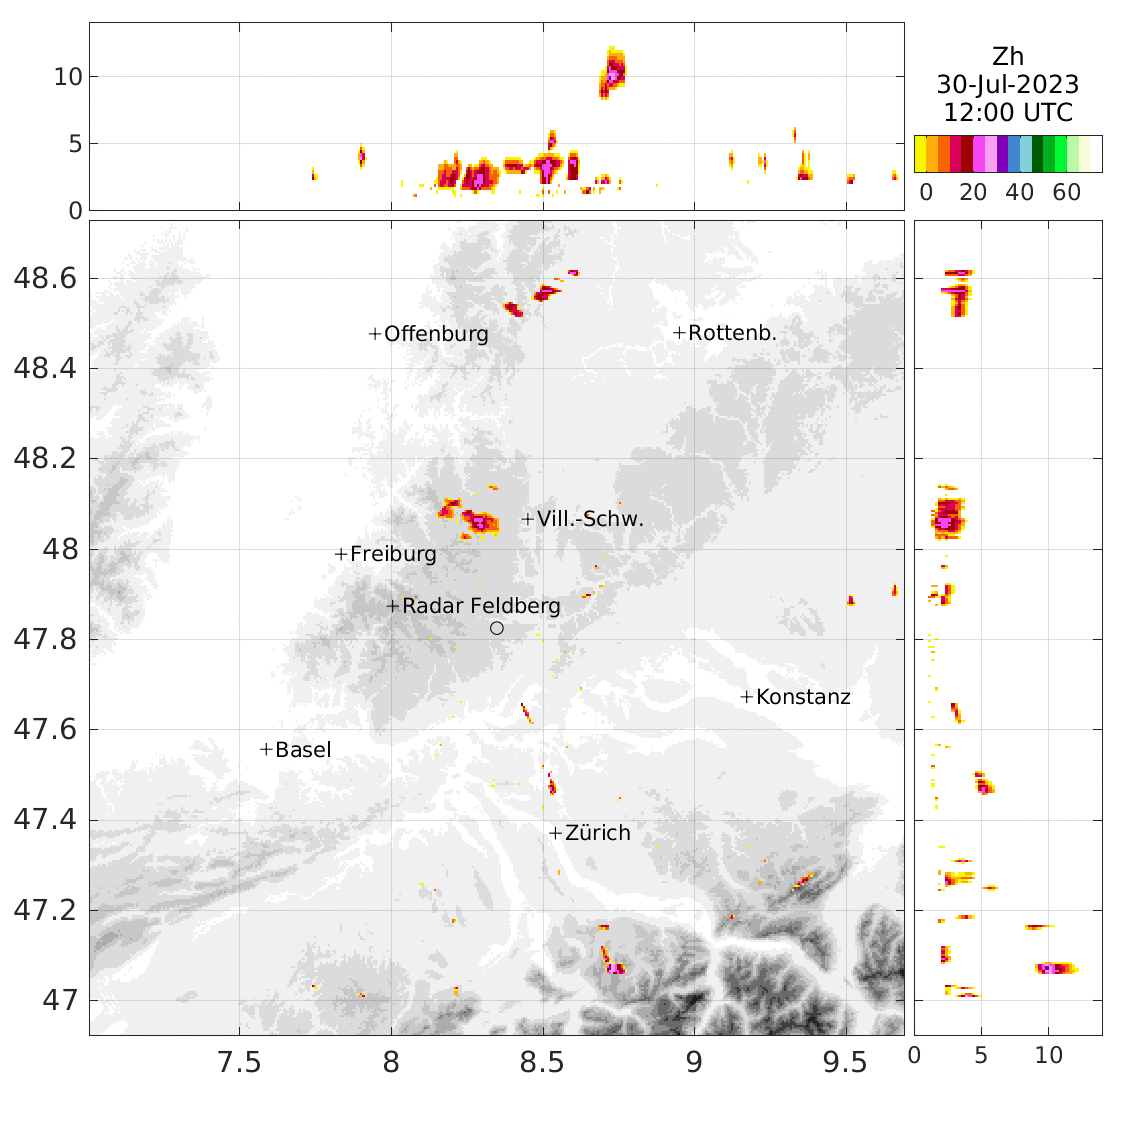 10
5
0
Zh
30-Jul-2023
12:00 UTC
0 20 40 60
48.6
48.4
48.2
48
47.8
47.6
47.4
47.2
47
+Offenburg
+Rottenb.
+Vill.-Schw.
+Freiburg
+Radar Feldberg
+Konstanz
+Basel
+Zürich
7.5 8 8.5 9 9.5
0 5 10